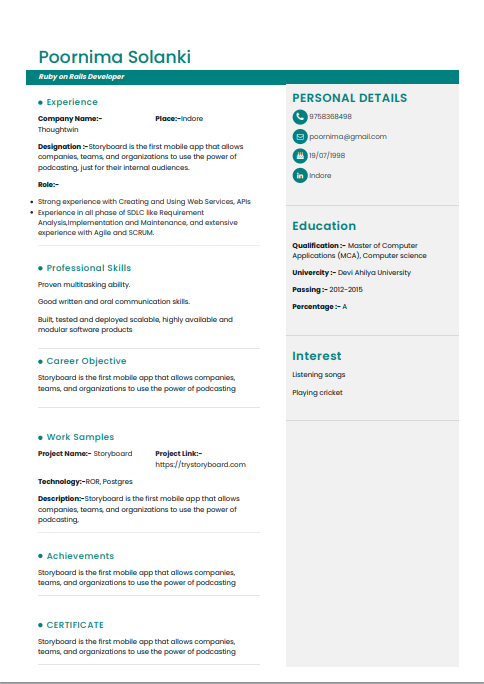 Poornima Solanki
Ruby on Rails Developer
Experience
Company Name:- Place:-Indore
Thoughtwin
Designation :-Storyboard is the first mobile app that allows
companies, teams, and organizations to use the power of
podcasting, just for their internal audiences.
Role:-
Strong experience with Creating and Using Web Services, APIs
Experience in all phase of SDLC like Requirement
Analysis,Implementation and Maintenance, and extensive
experience with Agile and SCRUM.
Professional Skills
Proven multitasking ability.
Good written and oral communication skills.
Built, tested and deployed scalable, highly available and
modular software products
Career Objective
Storyboard is the first mobile app that allows companies,
teams, and organizations to use the power of podcasting
Work Samples
Project Name:- Storyboard Project Link:-
https://trystoryboard.com
Technology:-ROR, Postgres
Description:-Storyboard is the first mobile app that allows
companies, teams, and organizations to use the power of
podcasting,
Achievements
Storyboard is the first mobile app that allows companies,
teams, and organizations to use the power of podcasting
CERTIFICATE
Storyboard is the first mobile app that allows companies,
teams, and organizations to use the power of podcasting
PERSONAL DETAILS
9758368498
poornima@gmail.com
19/07/1998
Indore
Education
Qualification :- Master of Computer
Applications (MCA), Computer science
Univercity :- Devi Ahilya University
Passing :- 2012-2015
Percentage :- A
Interest
Listening songs
Playing cricket